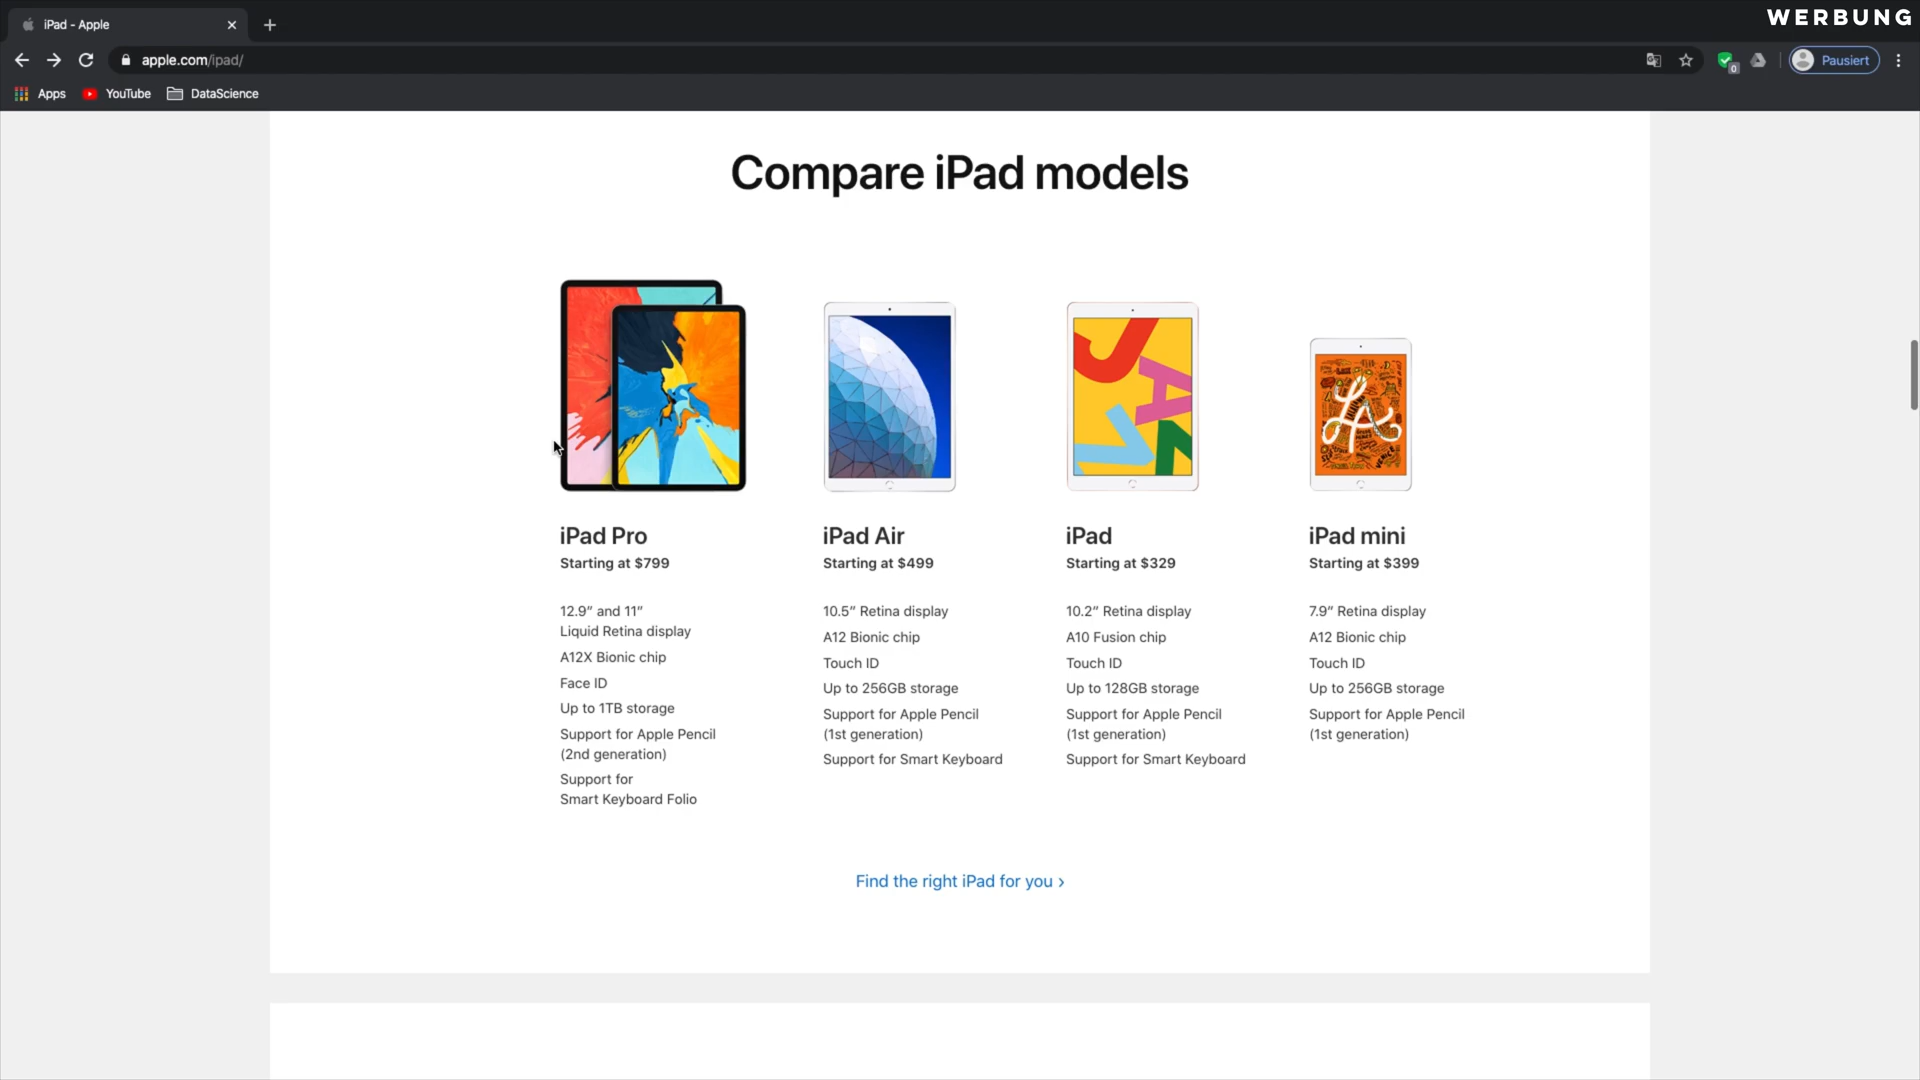 iPad - Apple
WERBUNG
apple.com/ipad/
0
Pausiert
Apps
YouTube
DataScience
Compare iPad models
iPad Pro
Starting at $799
12.9” and 11”
Liquid Retina display
A12X Bionic chip
Face ID
Up to 1TB storage
Support for Apple Pencil
(2nd generation)
Support for
Smart Keyboard Folio
iPad Air
Starting at $499
10.5” Retina display
A12 Bionic chip
Touch ID
Up to 256GB storage
Support for Apple Pencil
(1st generation)
Support for Smart Keyboard
iPad
Starting at $329
10.2” Retina display
A10 Fusion chip
Touch ID
Up to 128GB storage
Support for Apple Pencil
(1st generation)
Support for Smart Keyboard
LA
VENICE
iPad mini
Starting at $399
7.9” Retina display
A12 Bionic chip
Touch ID
Up to 256GB storage
Support for Apple Pencil
(1st generation)
Find the right iPad for you ›